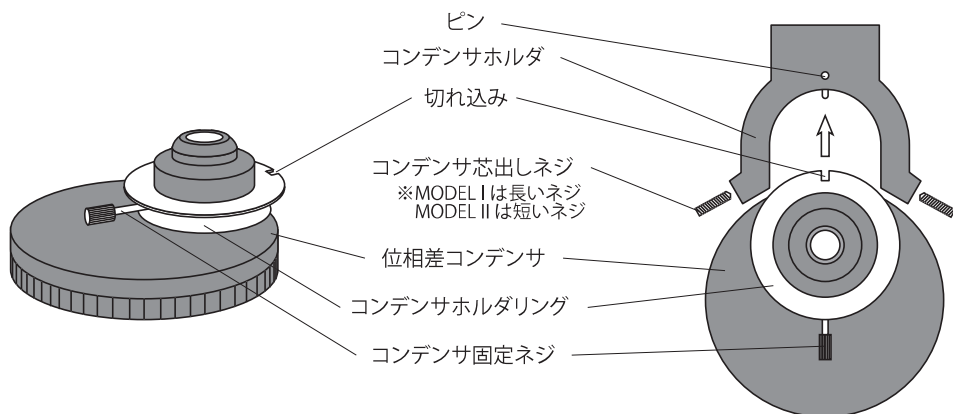 ピン
コンデンサホルダ
切れ込み
コンデンサ芯出しネジ
※MODEL I は長いネジ
MODEL II は短いネジ
位相差コンデンサ
コンデンサホルダリング
コンデンサ固定ネジ